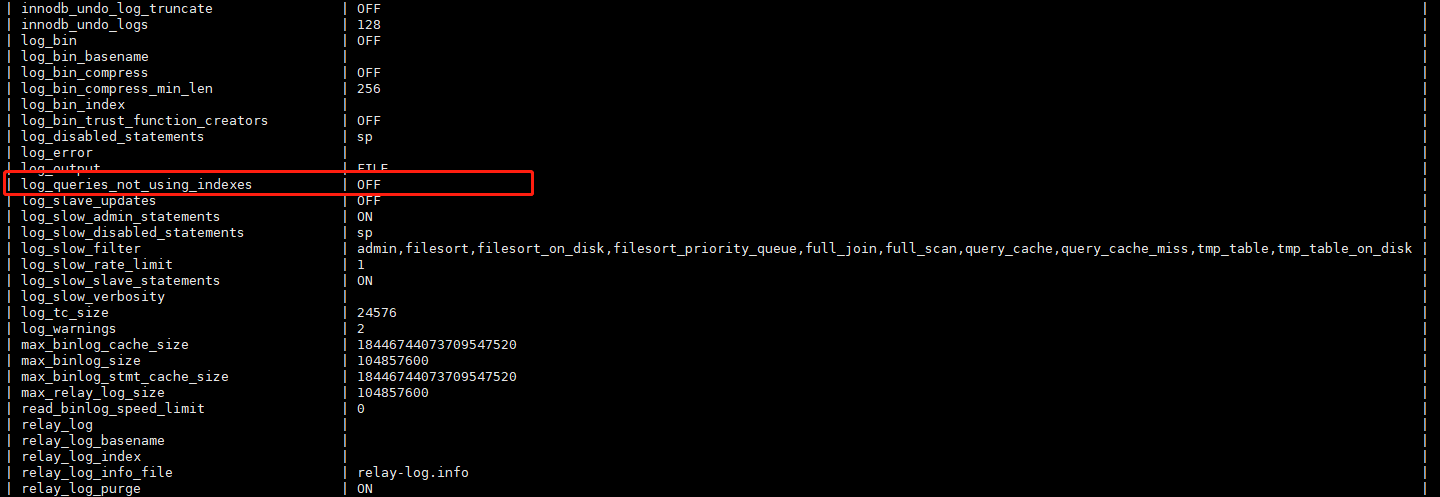 | innodb_undo_log_truncate | OFF |
| innodb_undo_logs | 128 |
| log_bin | OFF |
| log_bin_basename | |
| log_bin_compress | OFF |
| log_bin_compress_min_len | 256 |
| log_bin_index | |
| log_bin_trust_function_creators | OFF |
| log_disabled_statements | sp |
| log_error | |
| log_output | FILE |
| log_queries_not_using_indexes | OFF |
| log_slave_updates | OFF |
| log_slow_admin_statements | ON |
| log_slow_disabled_statements | sp |
| log_slow_filter | admin,filesort,filesort_on_disk,filesort_priority_queue,full_join,full_scan,query_cache,query_cache_miss,tmp_table,tmp_table_on_disk |
| log_slow_rate_limit | 1 |
| log_slow_slave_statements | ON |
| log_slow_verbosity | |
| log_tc_size | 24576 |
| log_warnings | 2 |
| max_binlog_cache_size | 18446744073709547520 |
| max_binlog_size | 104857600 |
| max_binlog_stmt_cache_size | 18446744073709547520 |
| max_relay_log_size | 104857600 |
| read_binlog_speed_limit | 0 |
| relay_log | |
| relay_log_basename | |
| relay_log_index | |
| relay_log_info_file | relay-log.info |
| relay_log_purge | ON |